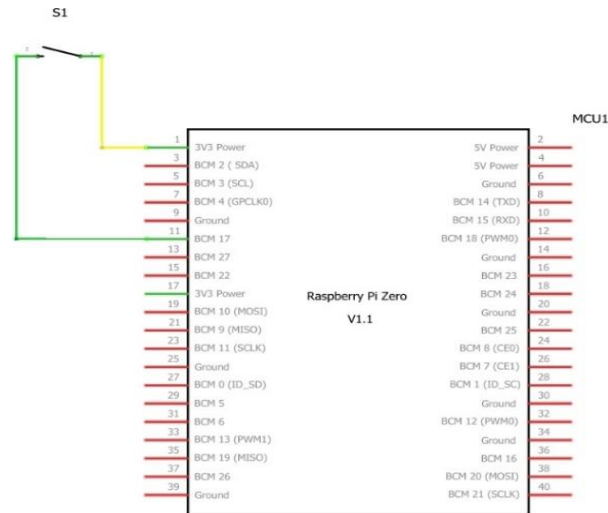 S1
MCU1
1 3V3 Power 5V Power 2
3 BCM 2 ( SDA) 5V Power 4
5 BCM 3 (SCL) Ground 6
7 BCM 4 (GPCLK0) BCM 14 (TXD) 8
9 Ground BCM 15 (RXD) 10
11 BCM 17 BCM 18 (PWM0) 12
13 BCM 27 Ground 14
15 BCM 22 BCM 23 16
17 3V3 Power BCM 24 18
Raspberry Pi Zero
19 BCM 10 (MOSI) Ground 20
V1.1
21 BCM 9 (MISO) BCM 25 22
23 BCM 11 (SCLK) BCM 8 (CE0) 24
25 Ground BCM 7 (CE1) 26
27 BCM 0 (ID_SD) BCM 1 (ID_SC) 28
29 BCM 5 Ground 30
31 BCM 6 BCM 12 (PWM0) 32
33 BCM 13 (PWM1) Ground 34
35 BCM 19 (MISO) BCM 16 36
37 BCM 26 BCM 20 (MOSI) 38
39 Ground BCM 21 (SCLK) 40